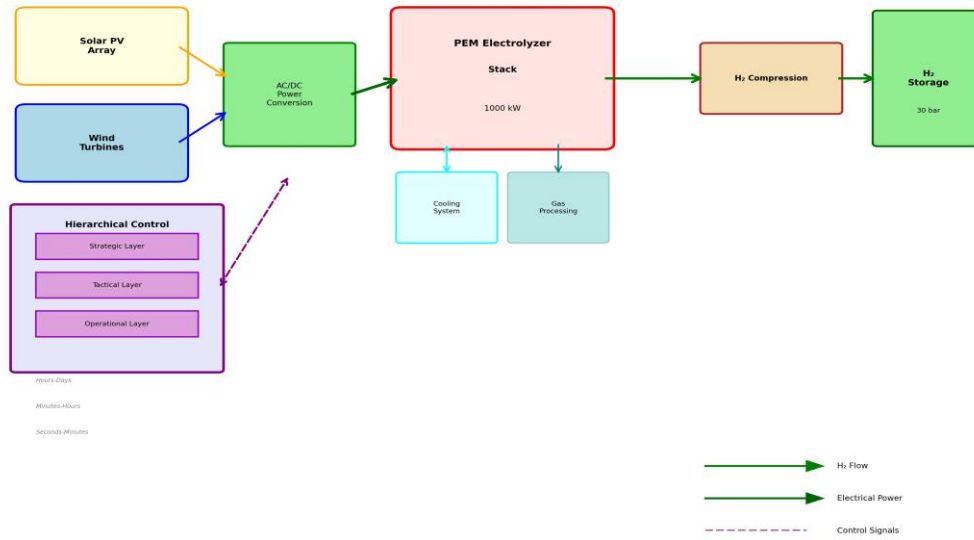 Solar PV
Array
Wind
Turbines
AC/DC
Power
Conversion
PEM Electrolyzer
Stack
1000 kW
H₂ Compression
H₂
Storage
30 bar
Cooling
System
Gas
Processing
Hierarchical Control
Strategic Layer
Tactical Layer
Operational Layer
Hours-Days
Minutes-Hours
Seconds-Minutes
H₂ Flow
Electrical Power
Control Signals